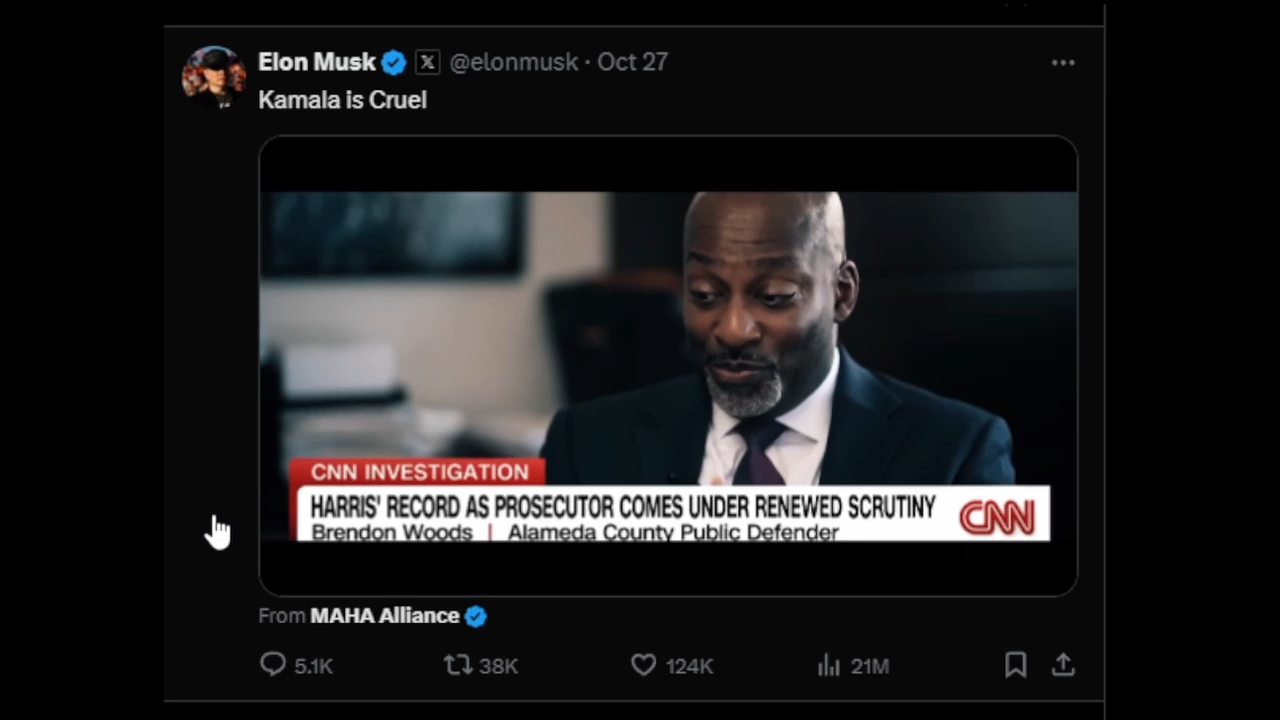 Elon Musk @elonmusk · Oct 27
Kamala is Cruel
CNN INVESTIGATION
HARRIS' RECORD AS PROSECUTOR COMES UNDER RENEWED SCRUTINY
Brendon Woods | Alameda County Public Defender
CNN
From MAHA Alliance
5.1K 38K 124K 21M